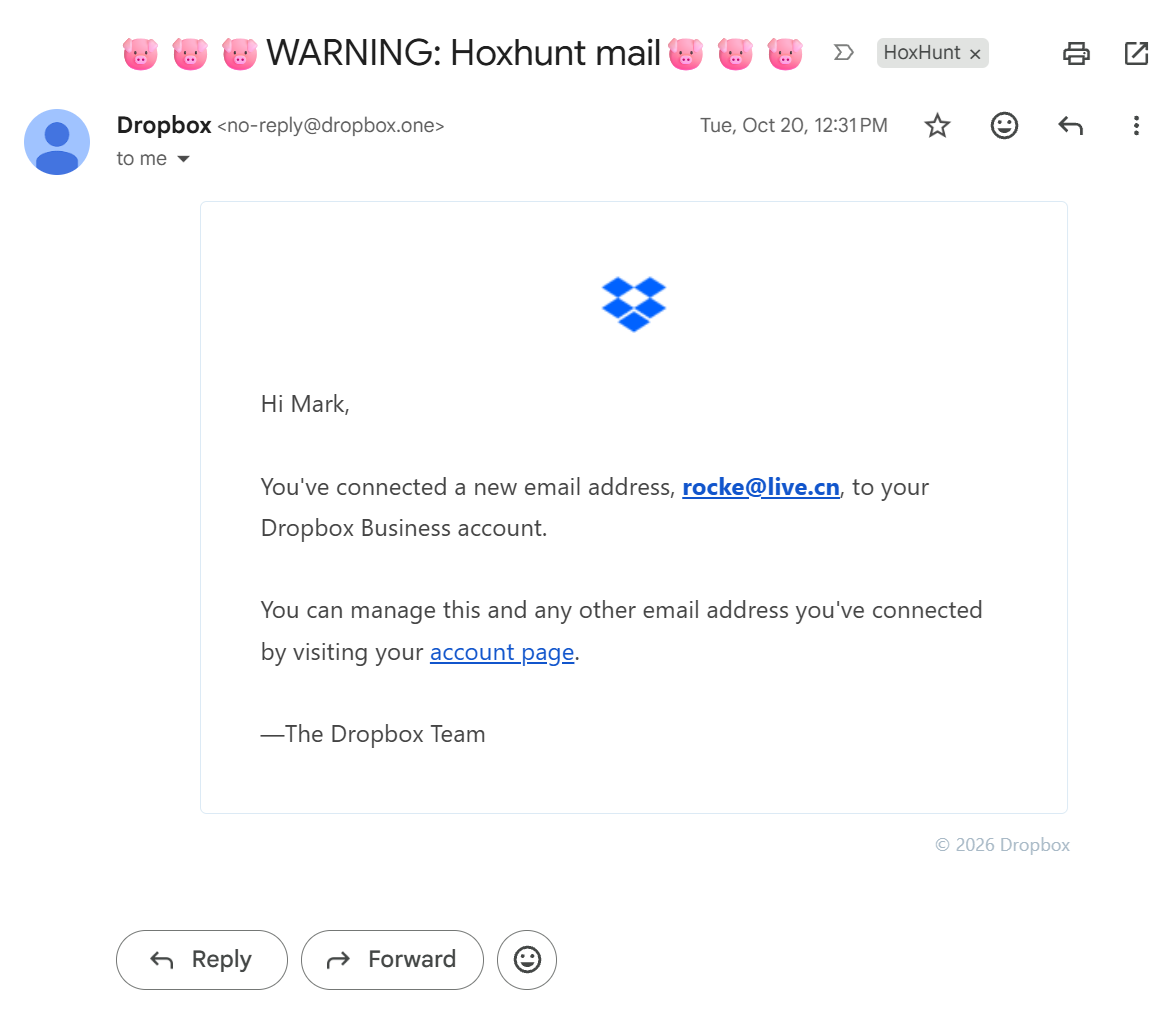 🐷 🐷 🐷 WARNING: Hoxhunt mail 🐷 🐷 🐷 HoxHunt ×
Dropbox <no-reply@dropbox.one> Tue, Oct 20, 12:31 PM
to me
Hi Mark,
You've connected a new email address, rocke@live.cn, to your
Dropbox Business account.
You can manage this and any other email address you've connected
by visiting your account page.
—The Dropbox Team
© 2026 Dropbox
Reply Forward